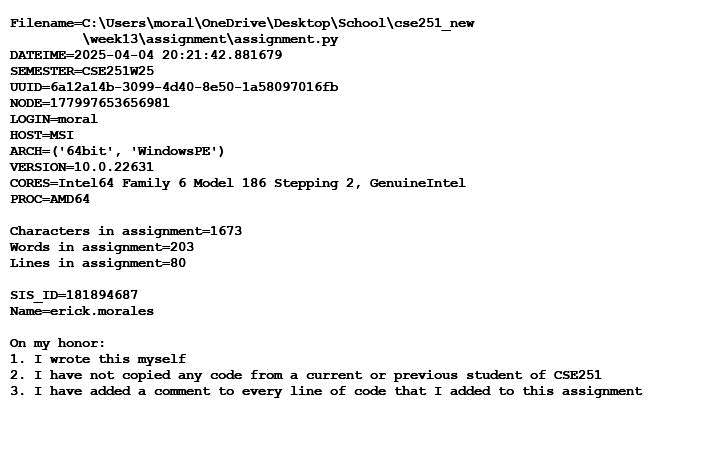 Filename=C:\Users\moral\OneDrive\Desktop\School\cse251_new
\week13\assignment\assignment.py
DATEIME=2025-04-04 20:21:42.881679
SEMESTER=CSE251W25
UUID=6a12a14b-3099-4d40-8e50-1a58097016fb
NODE=177997653656981
LOGIN=moral
HOST=MSI
ARCH=('64bit', 'WindowsPE')
VERSION=10.0.22631
CORES=Intel64 Family 6 Model 186 Stepping 2, GenuineIntel
PROC=AMD64
Characters in assignment=1673
Words in assignment=203
Lines in assignment=80
SIS_ID=181894687
Name=erick.morales
On my honor:
1. I wrote this myself
2. I have not copied any code from a current or previous student of CSE251
3. I have added a comment to every line of code that I added to this assignment